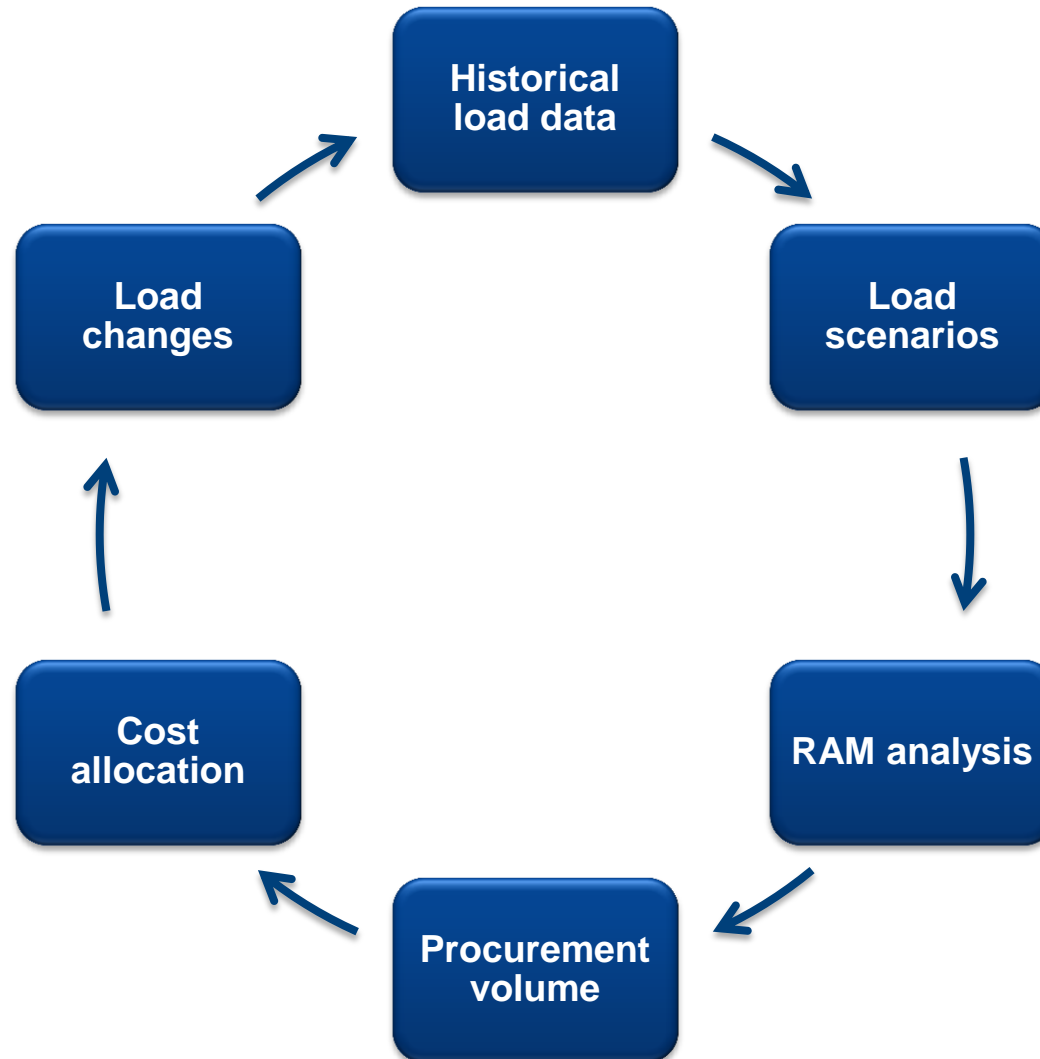 Historical
load data
Load
scenarios
RAM analysis
Procurement
volume
Cost
allocation
Load
changes